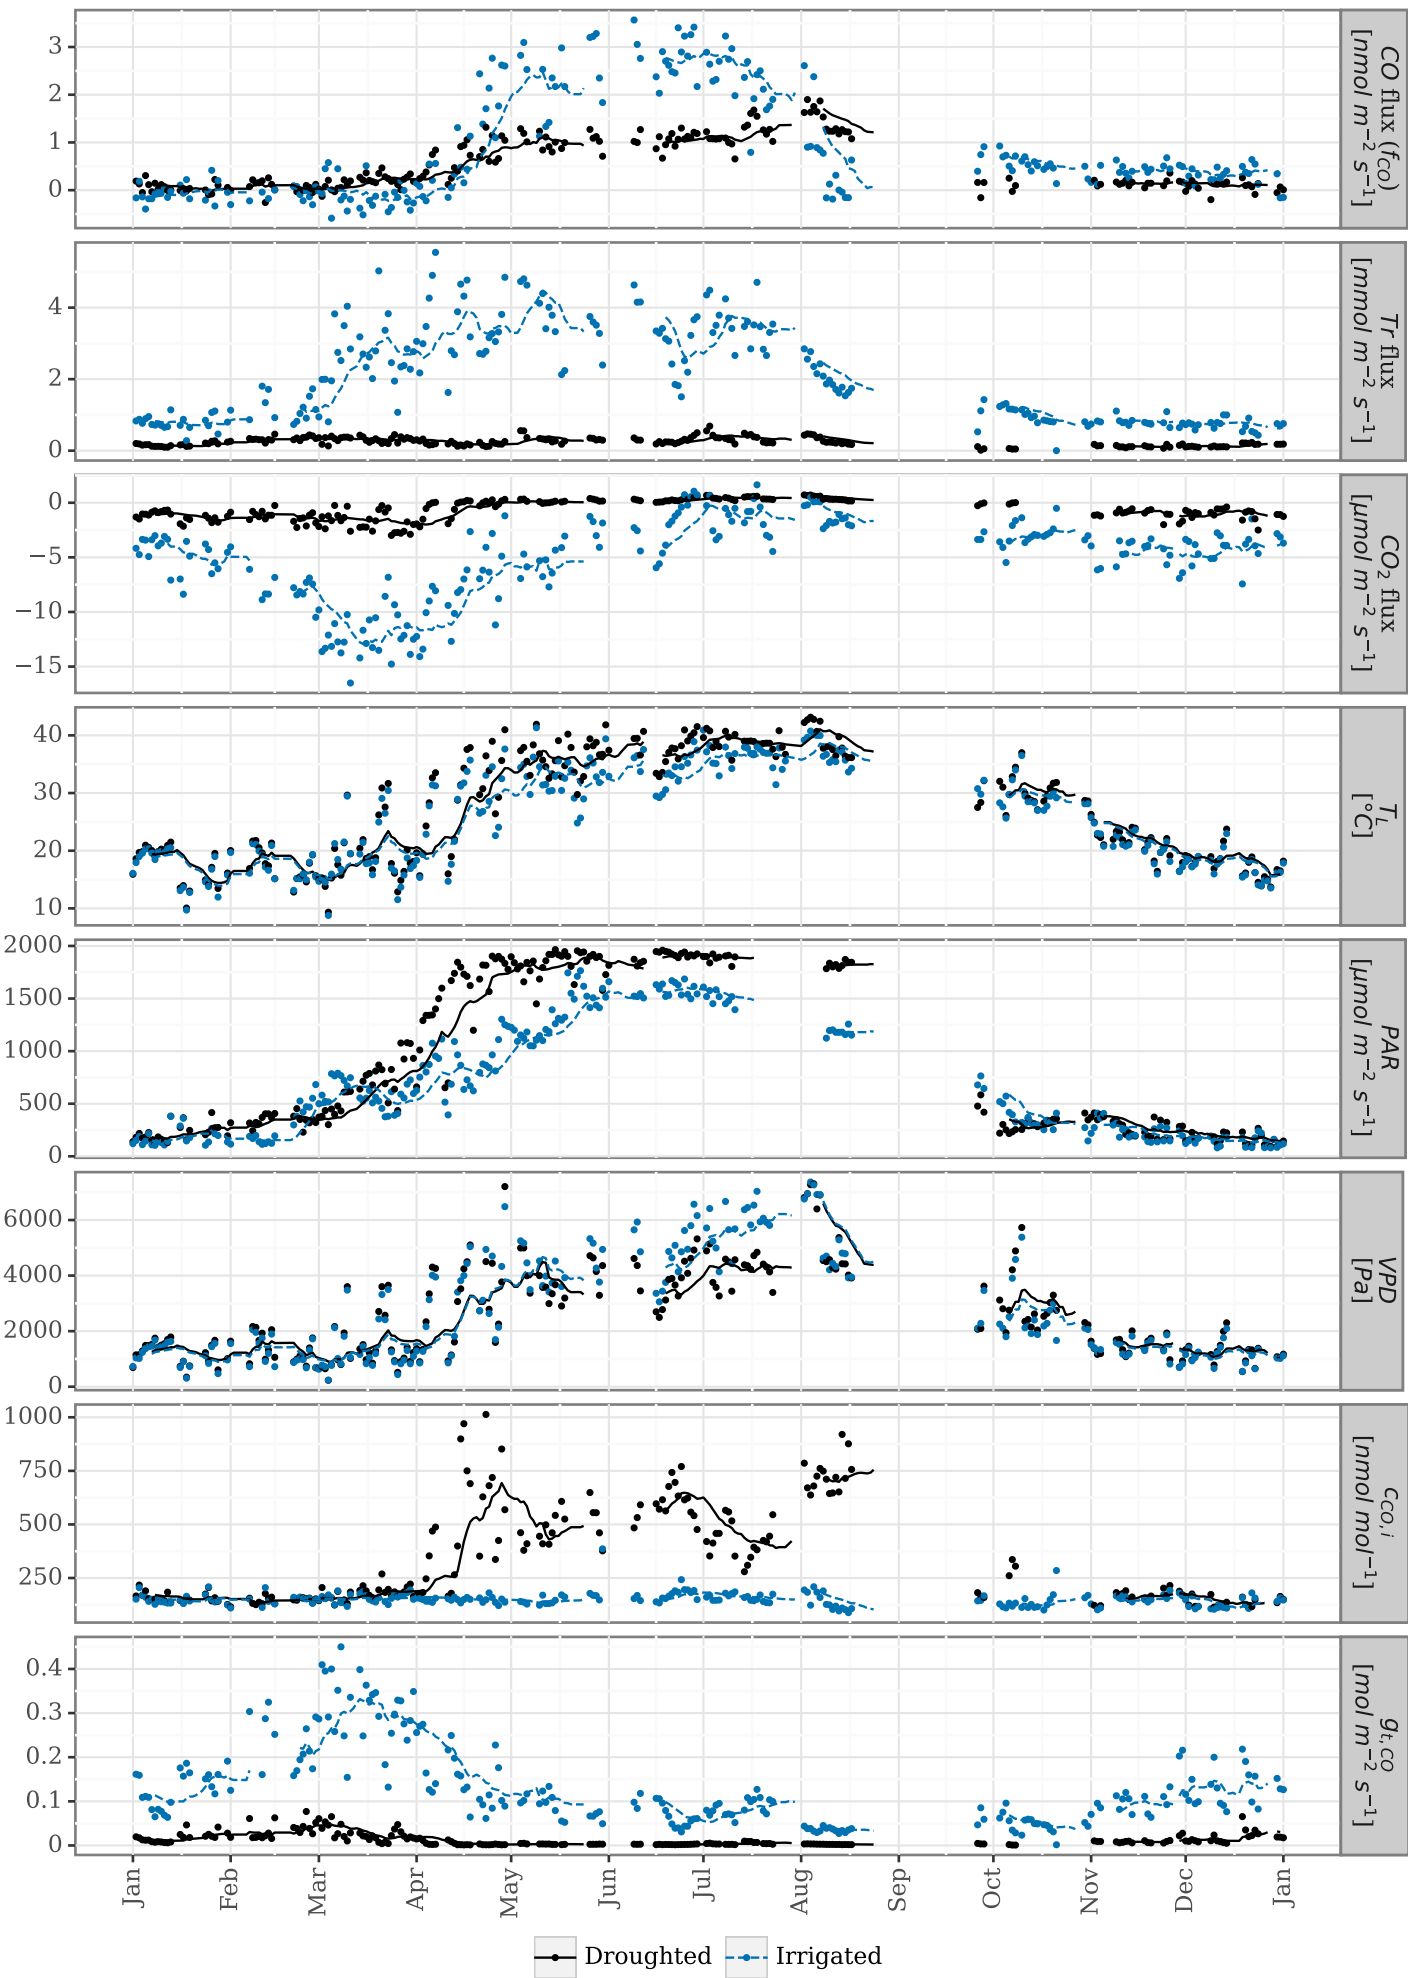 3
2
1
0
CO flux (f_CO)
[nmol m⁻² s⁻¹]
4
2
0
Tr flux
[mmol m⁻² s⁻¹]
0
−5
−10
−15
CO₂ flux
[μmol m⁻² s⁻¹]
40
30
20
10
T_L
[°C]
2000
1500
1000
500
0
PAR
[μmol m⁻² s⁻¹]
6000
4000
2000
0
VPD
[Pa]
1000
750
500
250
c_CO,i
[nmol mol⁻¹]
0.4
0.3
0.2
0.1
0
g_t,CO
[mol m⁻² s⁻¹]
Jan Feb Mar Apr May Jun Jul Aug Sep Oct Nov Dec Jan
Droughted Irrigated